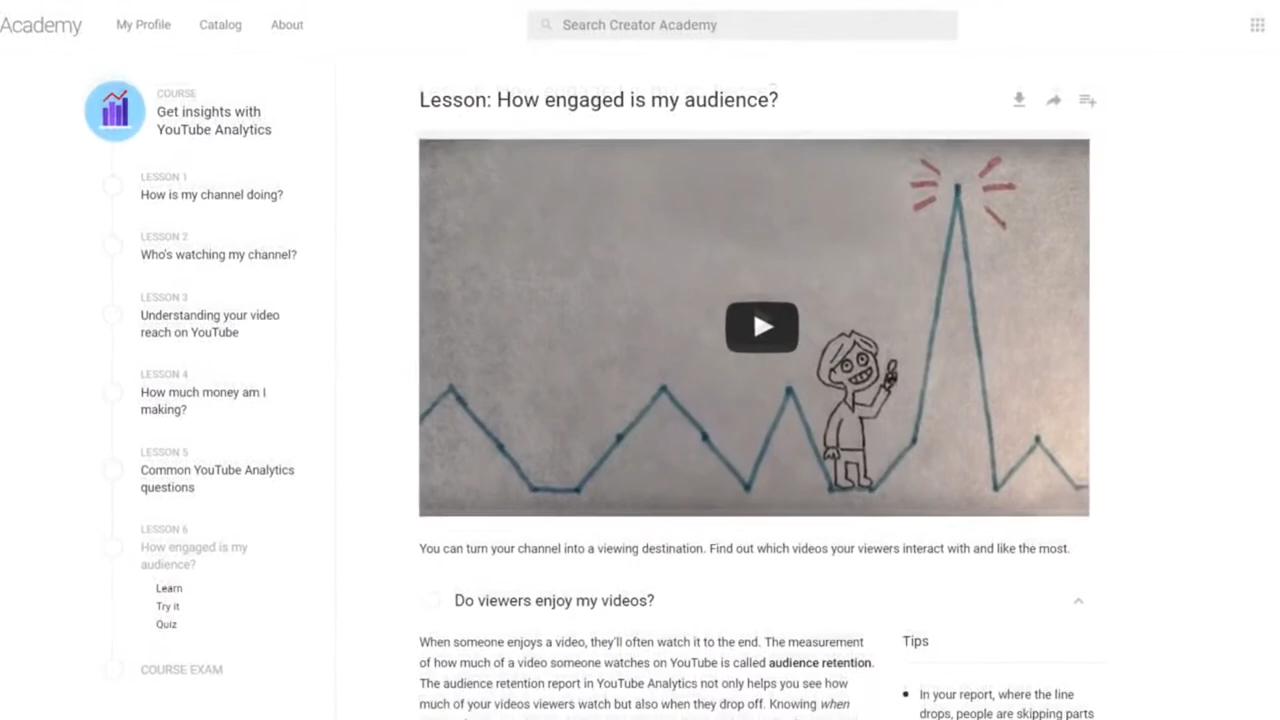 Academy My Profile Catalog About Search Creator Academy
COURSE
Get insights with
YouTube Analytics
LESSON 1
How is my channel doing?
LESSON 2
Who's watching my channel?
LESSON 3
Understanding your video
reach on YouTube
LESSON 4
How much money am I
making?
LESSON 5
Common YouTube Analytics
questions
LESSON 6
How engaged is my
audience?
Learn
Try it
Quiz
COURSE EXAM
Lesson: How engaged is my audience?
You can turn your channel into a viewing destination. Find out which videos your viewers interact with and like the most.
Do viewers enjoy my videos?
When someone enjoys a video, they'll often watch it to the end. The measurement
of how much of a video someone watches on YouTube is called audience retention.
The audience retention report in YouTube Analytics not only helps you see how
much of your videos viewers watch but also when they drop off. Knowing when
Tips
In your report, where the line
drops, people are skipping parts